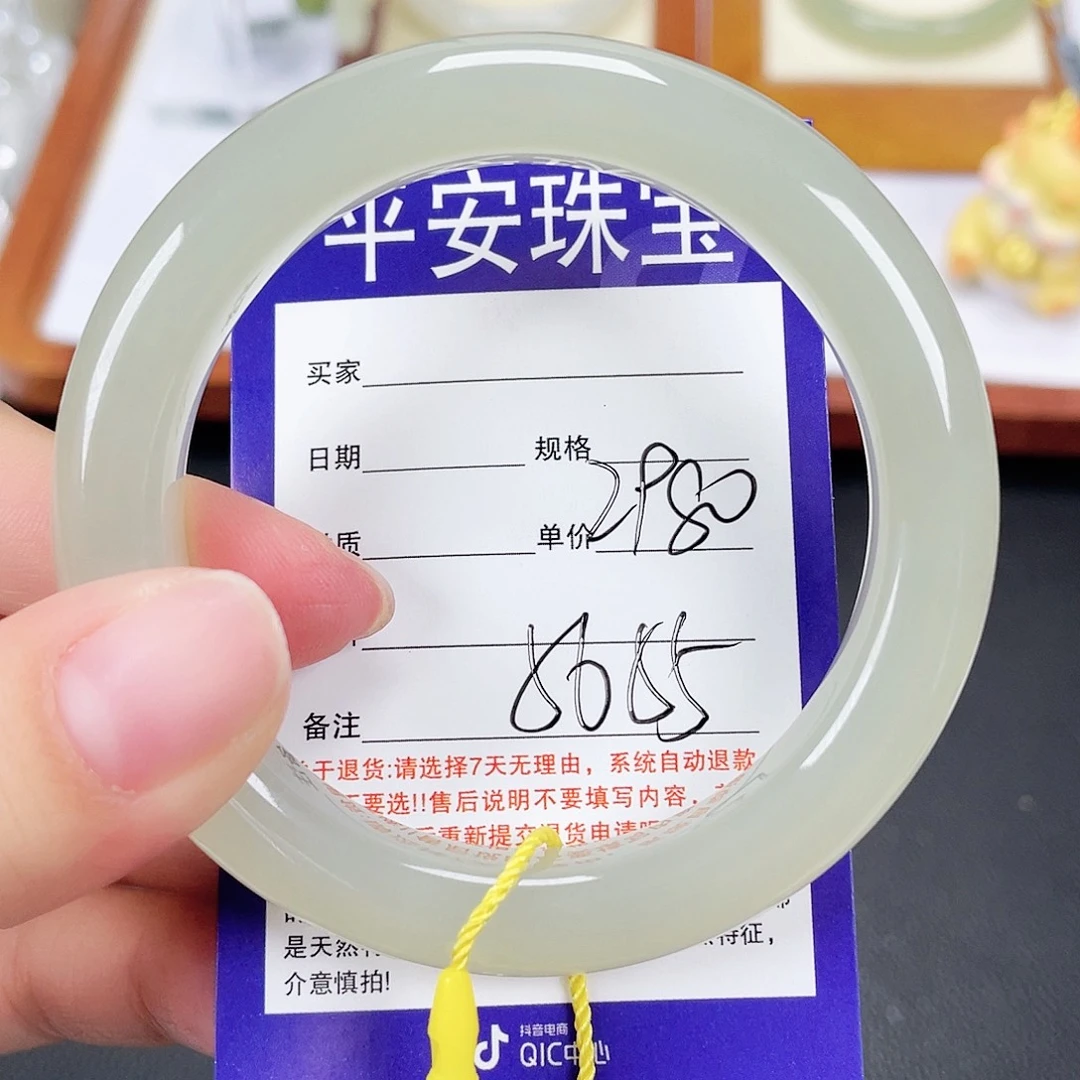 平安珠宝
买家
日期 规格
质 单价 2980
备注
于退货:请选择7天无理由，系统自动退款
要选!!售后说明不要填写内容，
重新提交退货申请
是天然 特征，
介意慎拍!
抖音电商
QIC中心